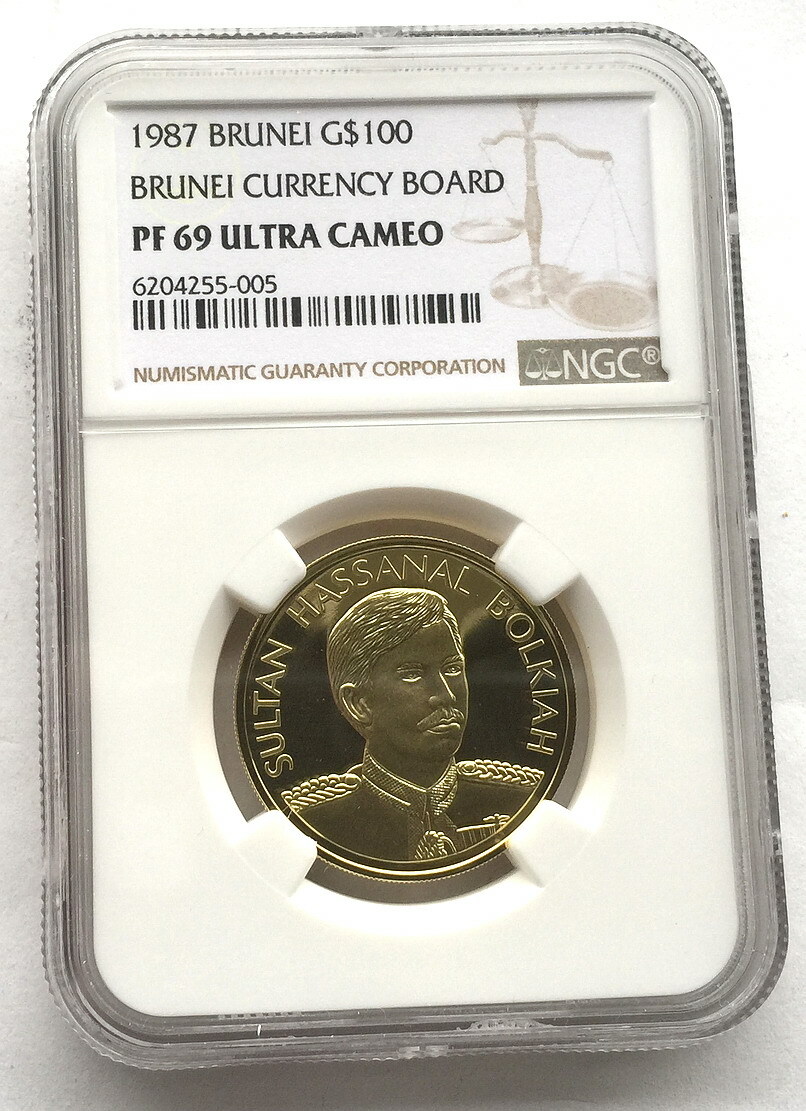 1987 BRUNEI G$100
BRUNEI CURRENCY BOARD
PF 69 ULTRA CAMEO
6204255-005
NUMISMATIC GUARANTY CORPORATION
NGC®
SULTAN HASSANAL BOLKIAH